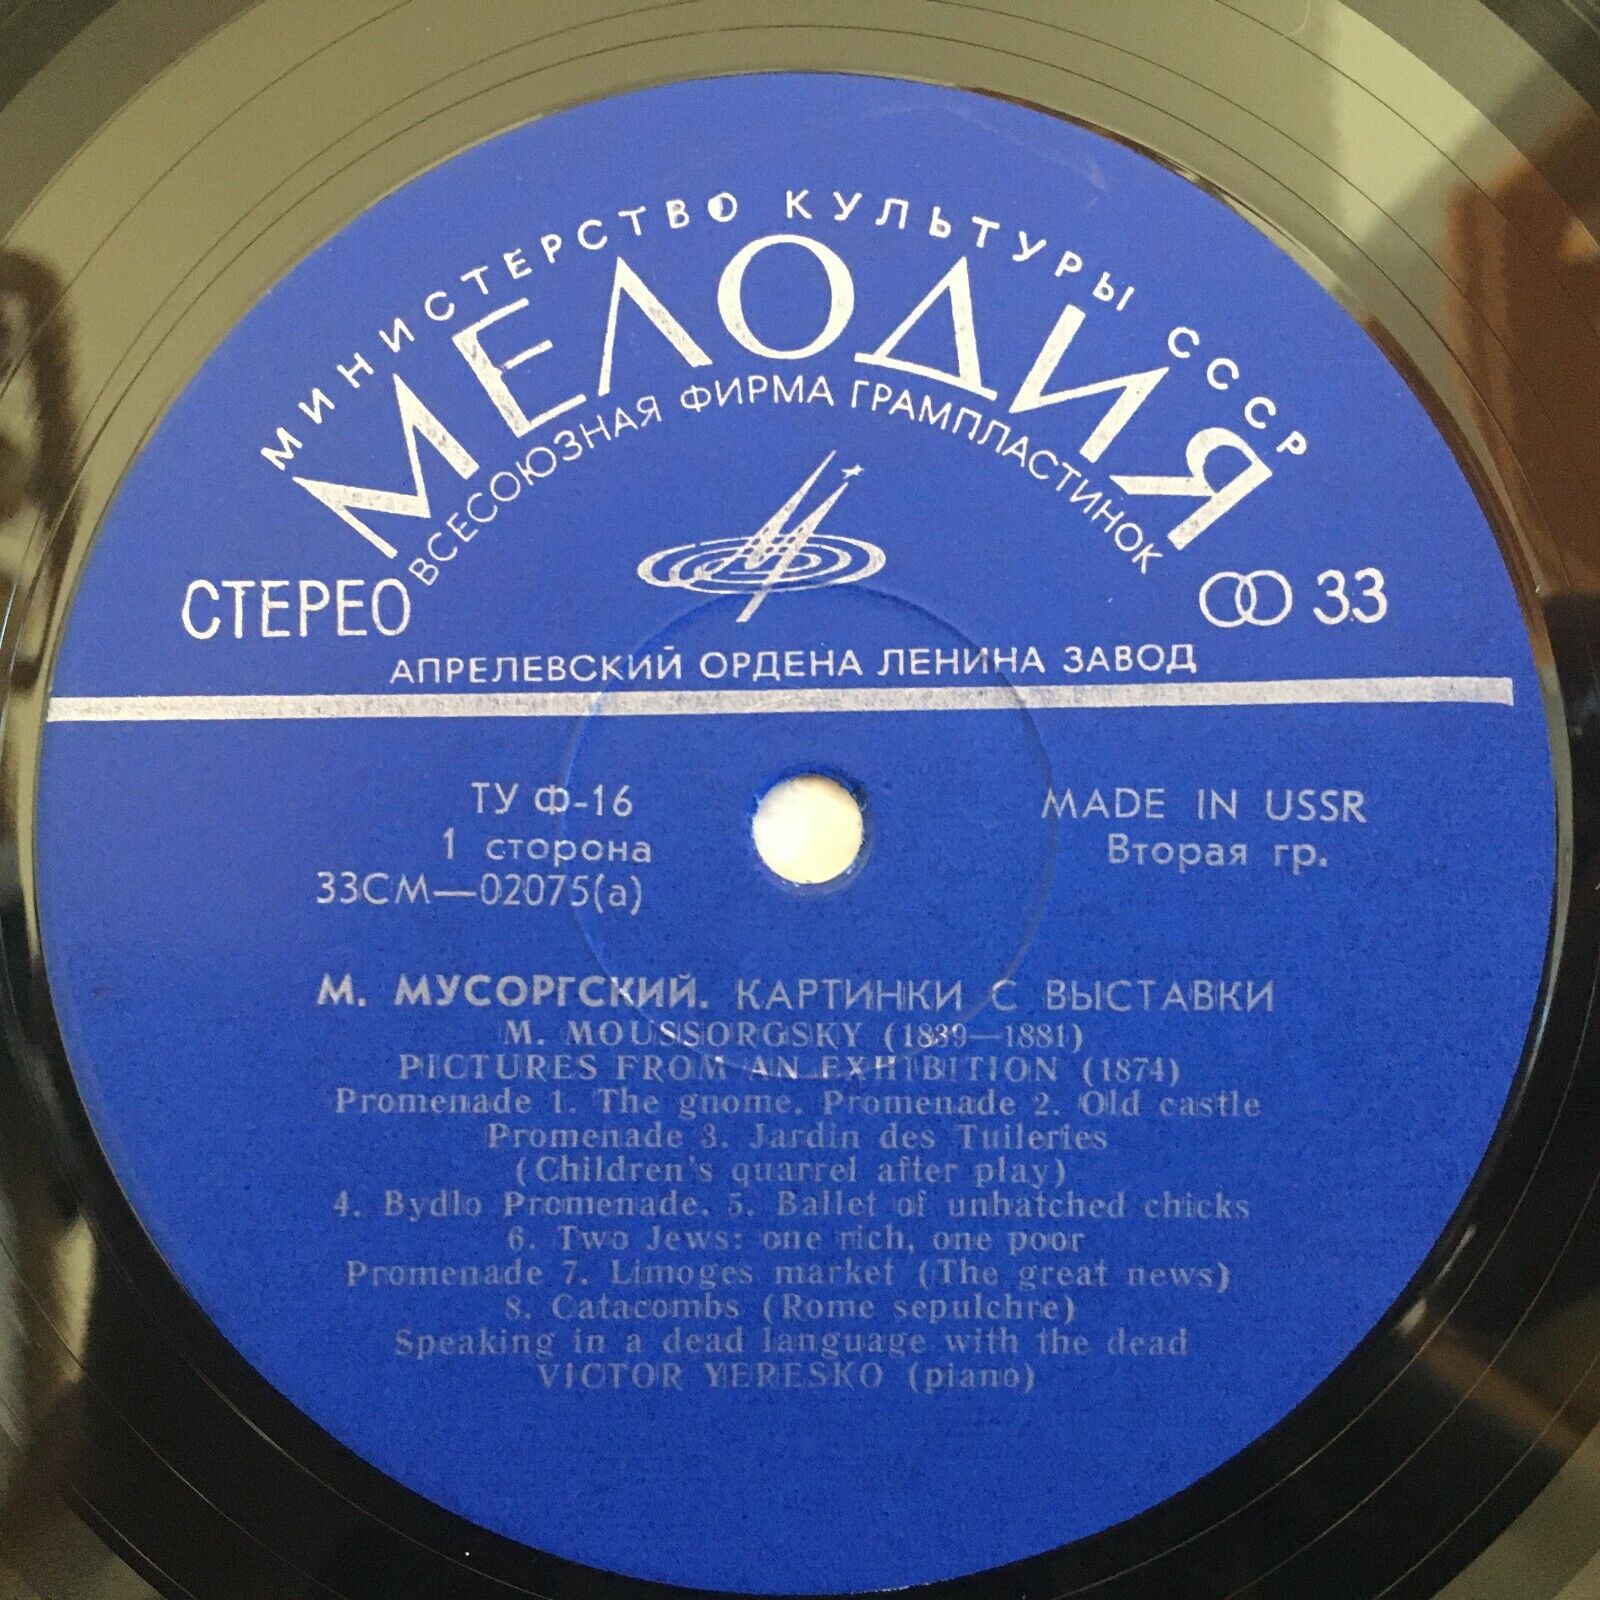 МИНИСТЕРСТВО КУЛЬТУРЫ СССР
МЕЛОДИЯ
ВСЕСОЮЗНАЯ ФИРМА ГРАМПЛАСТИНОК
СТЕРЕО
33
АПРЕЛЕВСКИЙ ОРДЕНА ЛЕНИНА ЗАВОД
ТУ Ф-16
1 сторона
33СМ—02075(а)
MADE IN USSR
Вторая гр.
М. МУСОРГСКИЙ. КАРТИНКИ С ВЫСТАВКИ
M. MOUSSORGSKY (1839—1881)
PICTURES FROM AN EXHIBITION (1874)
Promenade 1. The gnome. Promenade 2. Old castle
Promenade 3. Jardin des Tuileries
(Children's quarrel after play)
4. Bydlo Promenade. 5. Ballet of unhatched chicks
6. Two Jews: one rich, one poor
Promenade 7. Limoges market (The great news)
8. Catacombs (Rome sepulchre)
Speaking in a dead language with the dead
VICTOR YERESKO (piano)